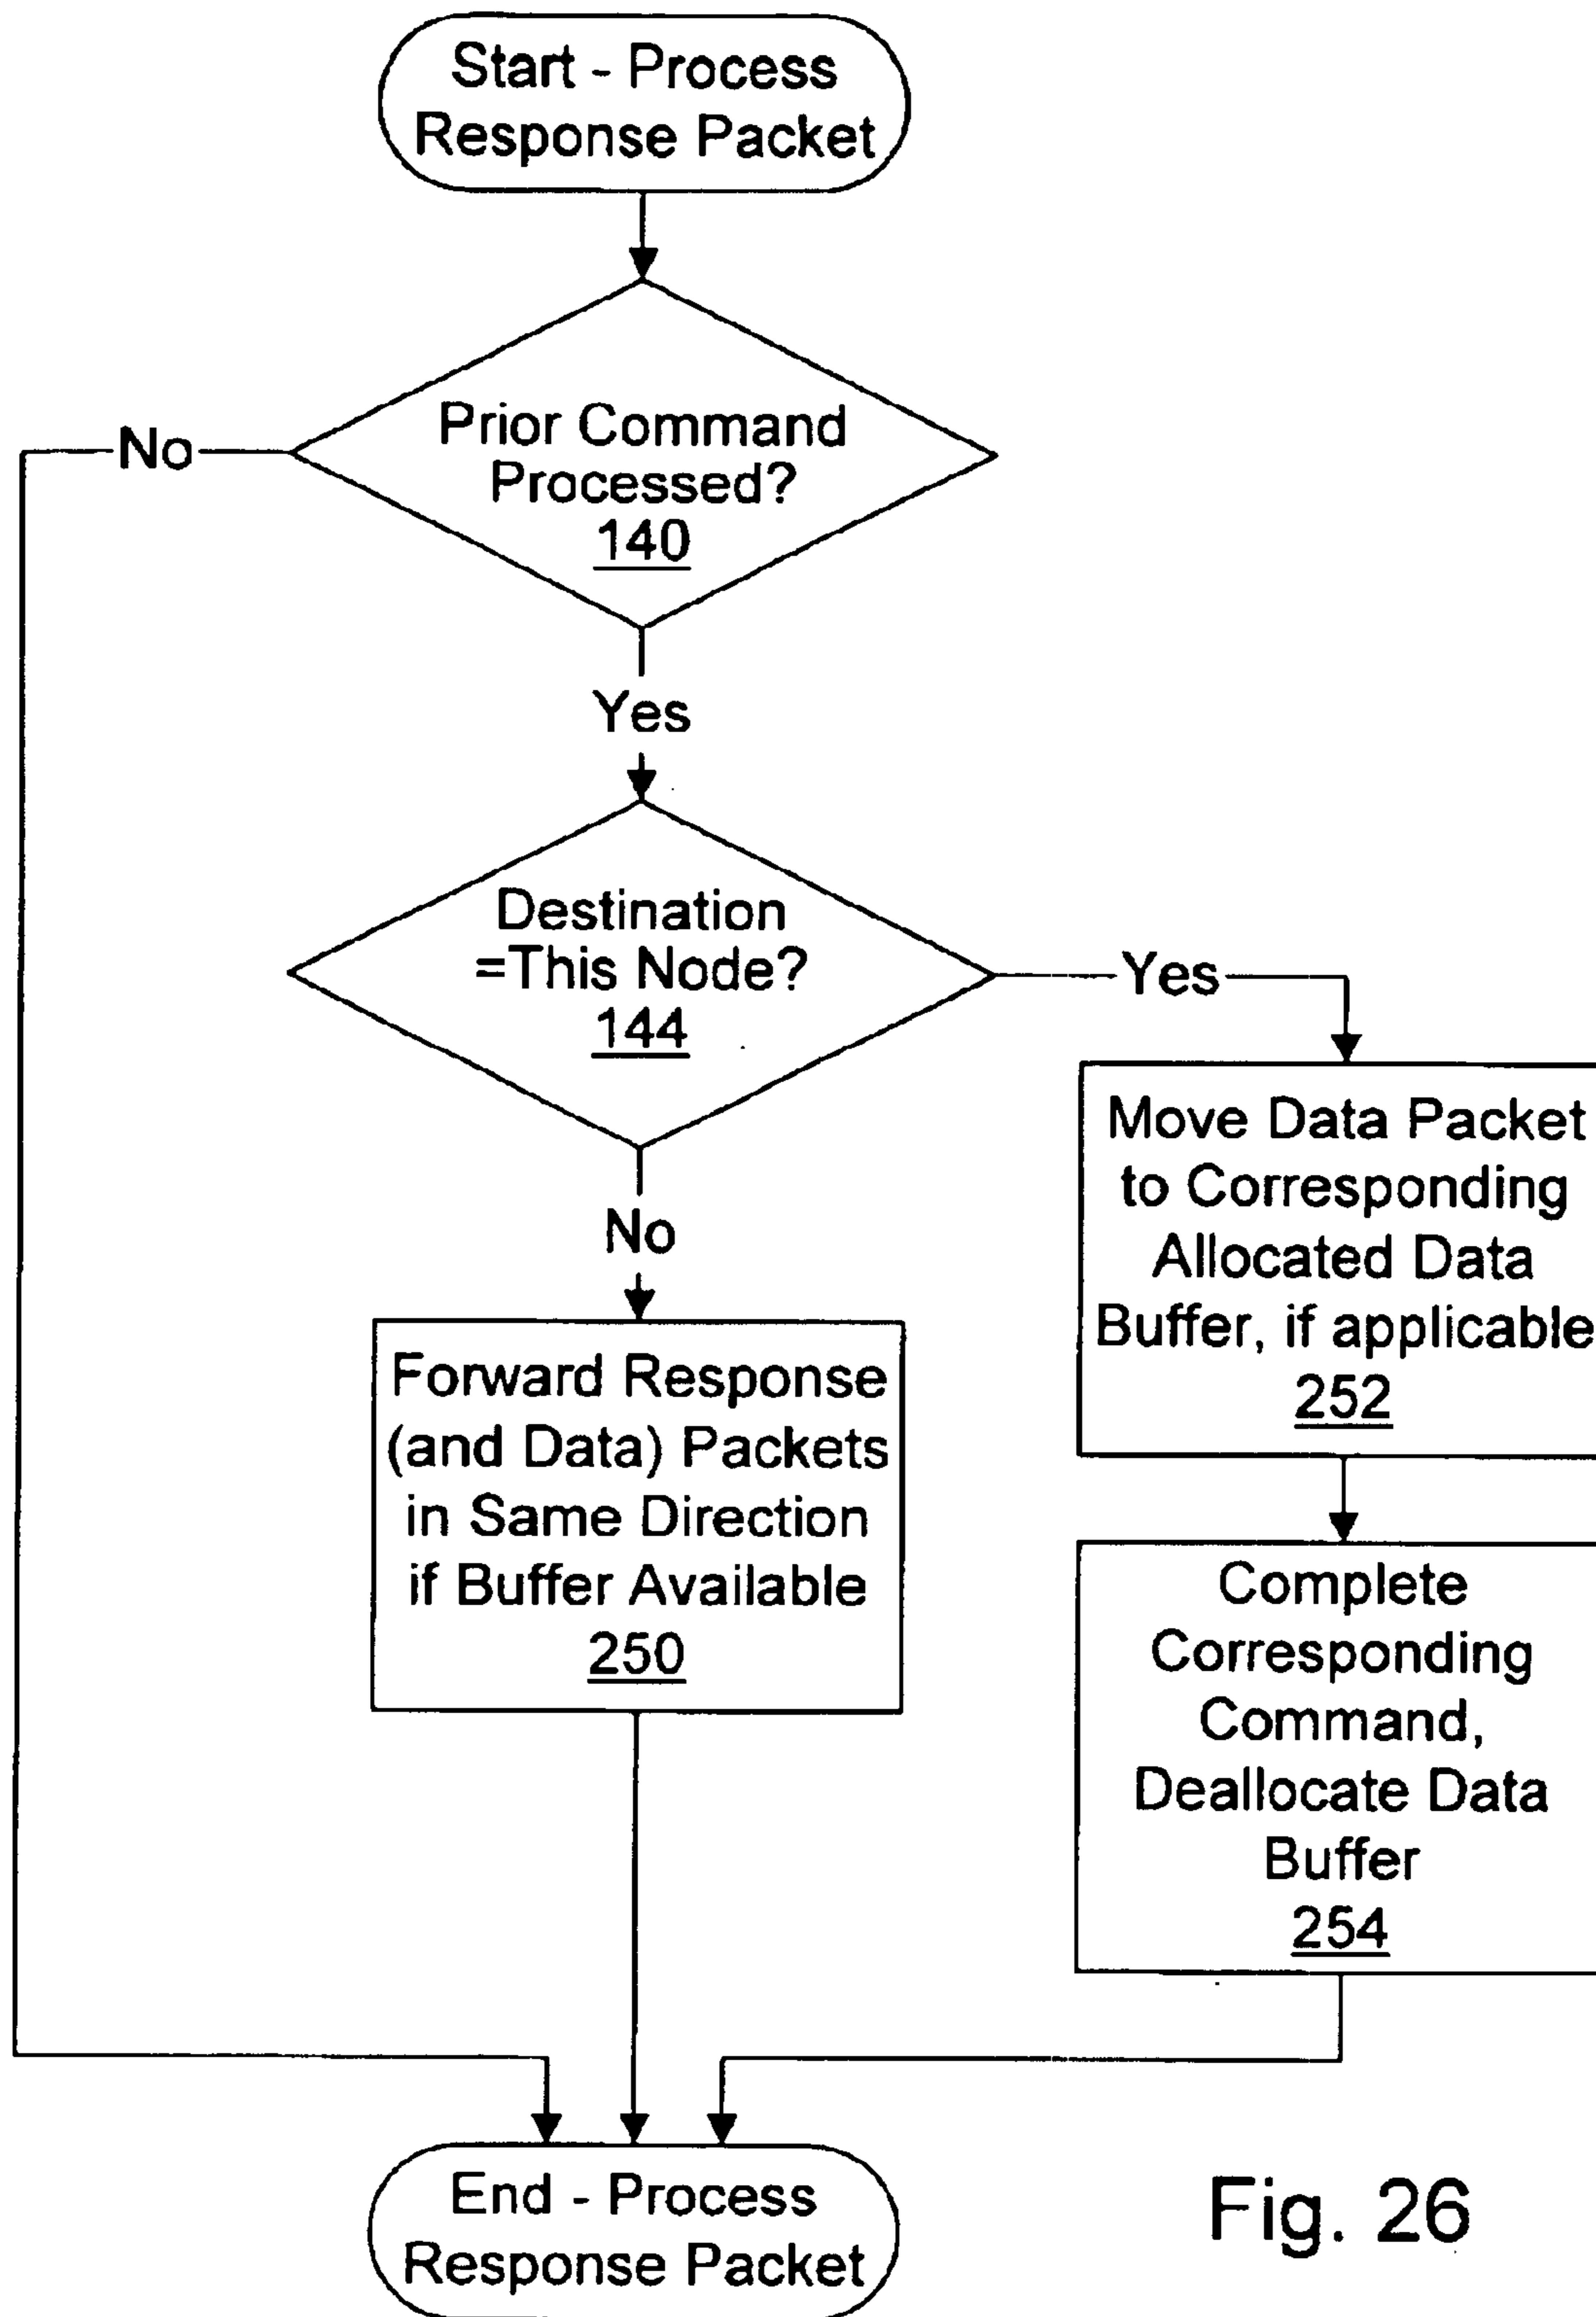 Start - Process
Response Packet
Prior Command
Processed?
140
No
Yes
Destination
=This Node?
144
Yes
No
Move Data Packet
to Corresponding
Allocated Data
Buffer, if applicable
252
Forward Response
(and Data) Packets
in Same Direction
if Buffer Available
250
Complete
Corresponding
Command,
Deallocate Data
Buffer
254
End - Process
Response Packet
Fig. 26